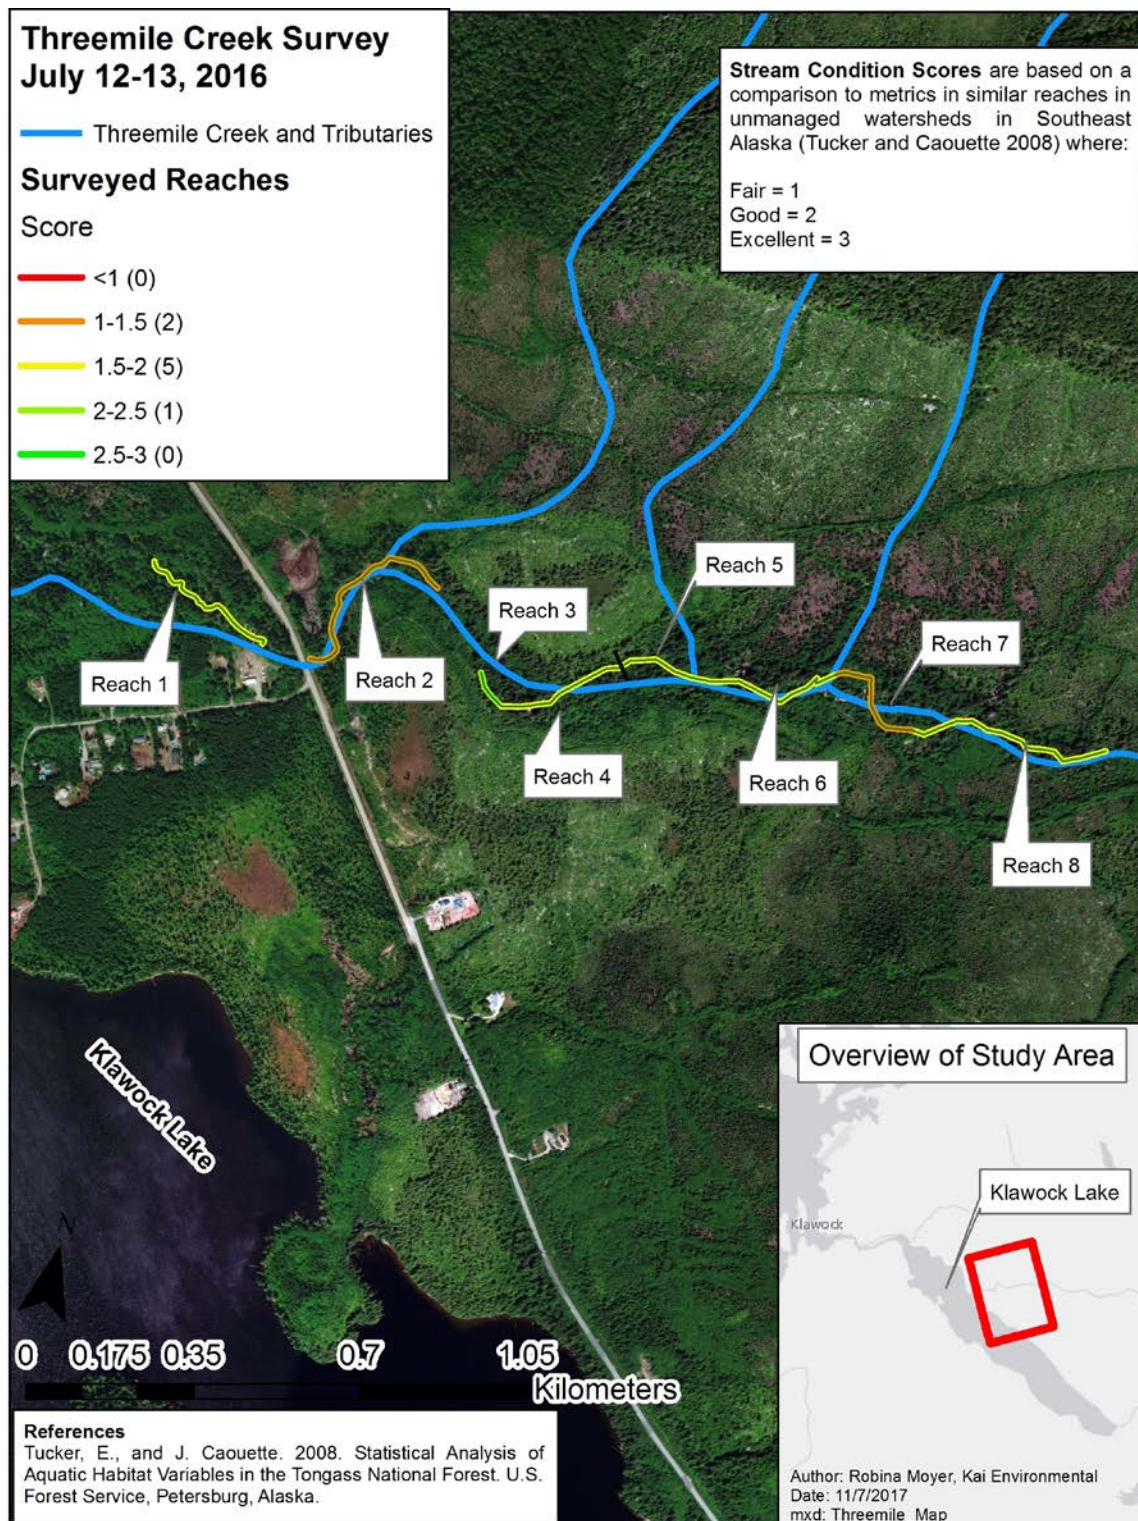 Threemile Creek Survey
July 12-13, 2016
Threemile Creek and Tributaries
Surveyed Reaches
Score
<1 (0)
1-1.5 (2)
1.5-2 (5)
2-2.5 (1)
2.5-3 (0)
Stream Condition Scores are based on a
comparison to metrics in similar reaches in
unmanaged watersheds in Southeast
Alaska (Tucker and Caouette 2008) where:
Fair = 1
Good = 2
Excellent = 3
Reach 1
Reach 2
Reach 3
Reach 4
Reach 5
Reach 6
Reach 7
Reach 8
Klawock Lake
N
0 0.175 0.35 0.7 1.05
Kilometers
References
Tucker, E., and J. Caouette. 2008. Statistical Analysis of
Aquatic Habitat Variables in the Tongass National Forest. U.S.
Forest Service, Petersburg, Alaska.
Overview of Study Area
Klawock Lake
Klawock
Author: Robina Moyer, Kai Environmental
Date: 11/7/2017
mxd: Threemile_Map